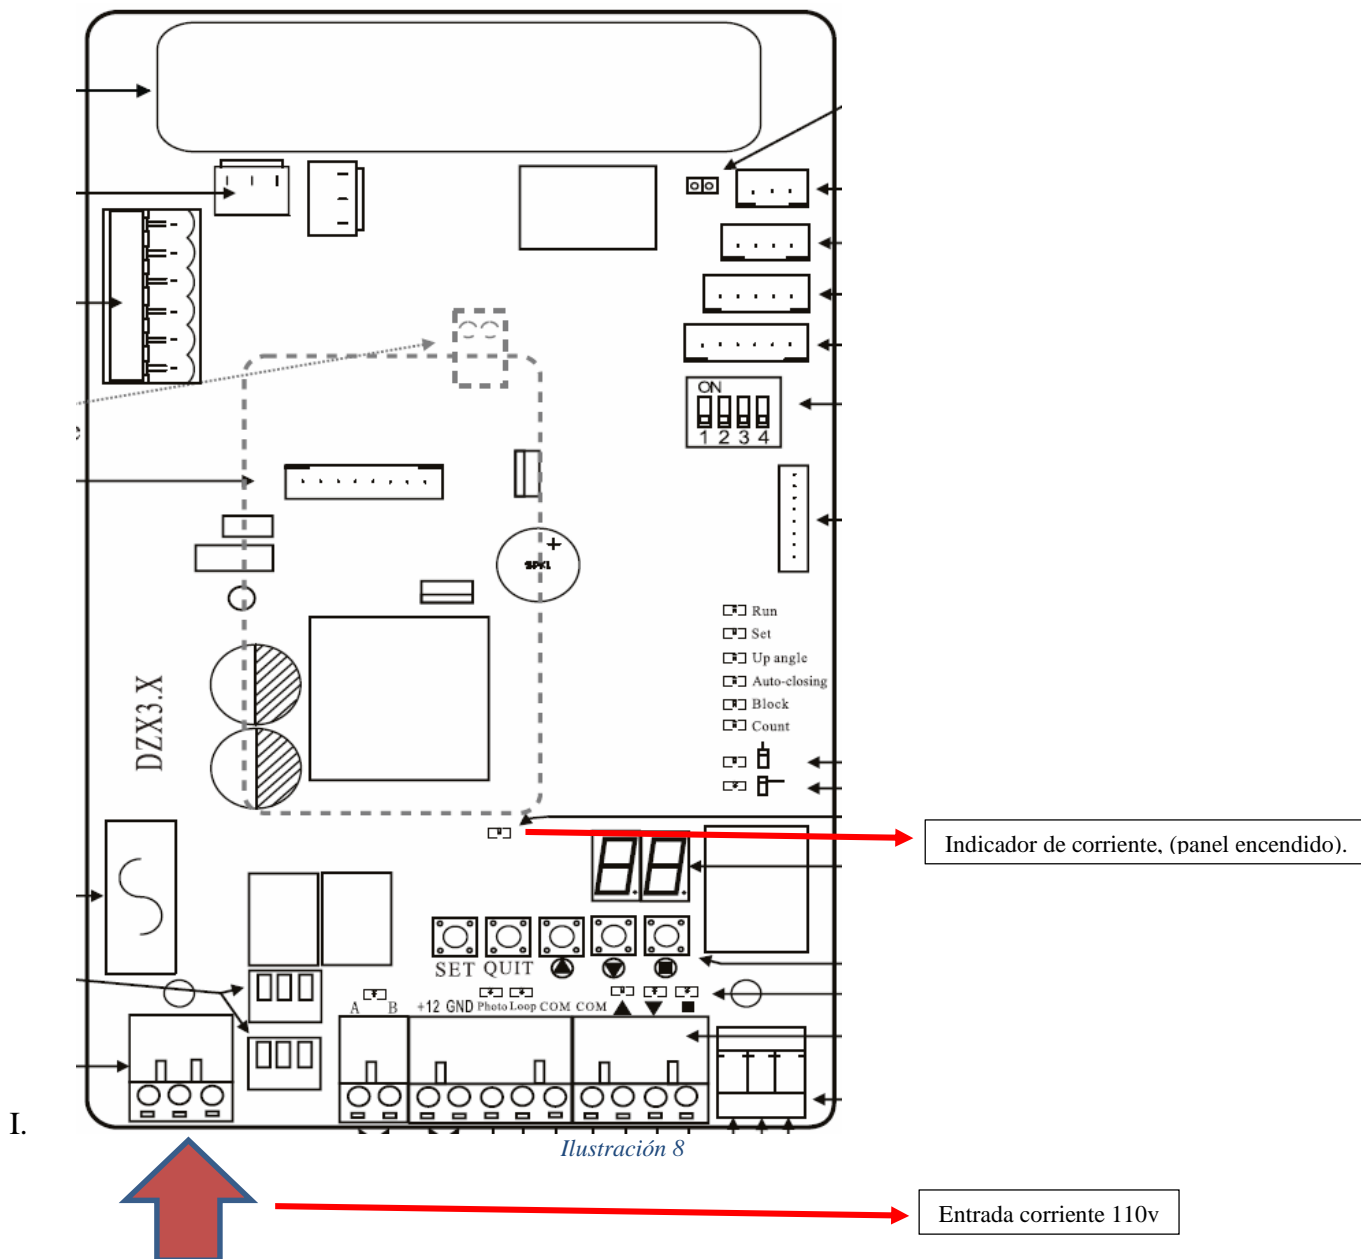 ON
1 2 3 4
SPK1
Run
Set
Up angle
Auto-closing
Block
Count
DZX3.X
Indicador de corriente, (panel encendido).
SET QUIT
A B +12 GND Photo Loop COM COM
I.
Ilustración 8
Entrada corriente 110v